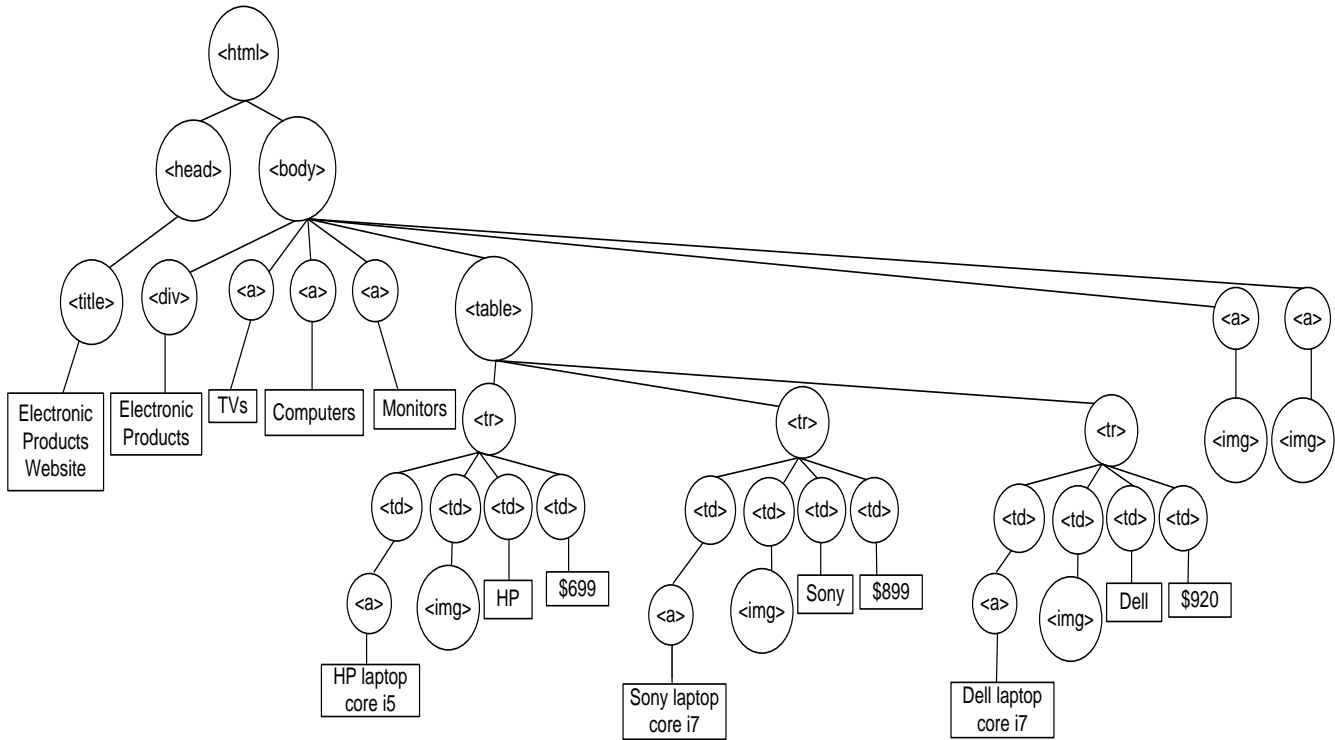 <html>
<head>
<body>
<title>
<div>
<a>
<a>
<a>
<table>
<a>
<a>
Electronic
Products
Website
Electronic
Products
TVs
Computers
Monitors
<tr>
<tr>
<tr>
<img>
<img>
<td>
<td>
<td>
<td>
<td>
<td>
<td>
<td>
<td>
<td>
<td>
<td>
<a>
<img>
HP
$699
<a>
<img>
Sony
$899
<a>
<img>
Dell
$920
HP laptop
core i5
Sony laptop
core i7
Dell laptop
core i7